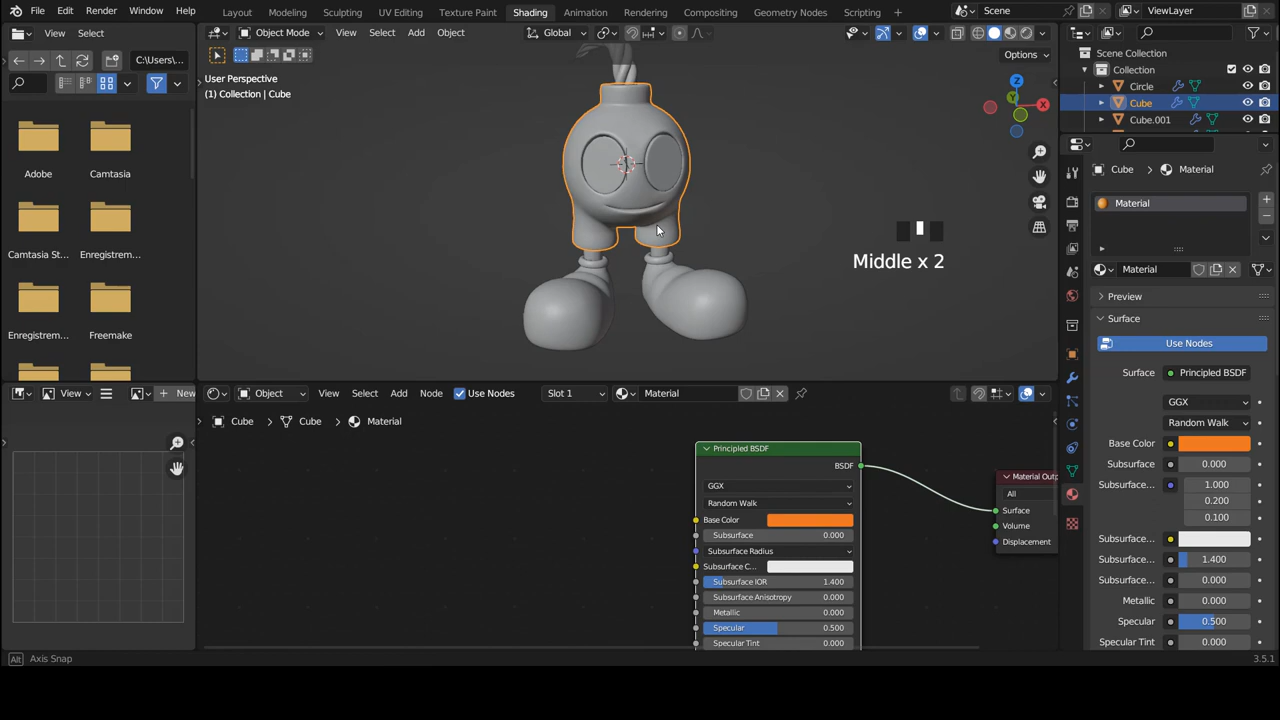 File Edit Render Window Help Layout Modeling Sculpting UV Editing Texture Paint Shading Animation Rendering Compositing Geometry Nodes Scripting Scene ViewLayer
View Select Object Mode View Select Add Object Global
C:\Users\... Options
User Perspective
(1) Collection | Cube
Scene Collection
Collection
Circle
Cube
Cube.001
Adobe Camtasia
Camtasia St... Enregistrem...
Enregistrem... Freemake
X
Y
Z
Middle x 2
Cube Material
Material
Material
Preview
Surface
Use Nodes
Surface Principled BSDF
GGX
Random Walk
Base Color
Subsurface 0.000
Subsurface... 1.000
0.200
0.100
Subsurface...
Subsurface... 1.400
Subsurface... 0.000
Metallic 0.000
Specular 0.500
Specular Tint 0.000
View New Object View Select Add Node Use Nodes Slot 1 Material
Cube Cube Material
Principled BSDF
BSDF
GGX
Random Walk
Base Color
Subsurface 0.000
Subsurface Radius
Subsurface C...
Subsurface IOR 1.400
Subsurface Anisotropy 0.000
Metallic 0.000
Specular 0.500
Specular Tint 0.000
Material Outp
All
Surface
Volume
Displacement
Alt Axis Snap 3.5.1